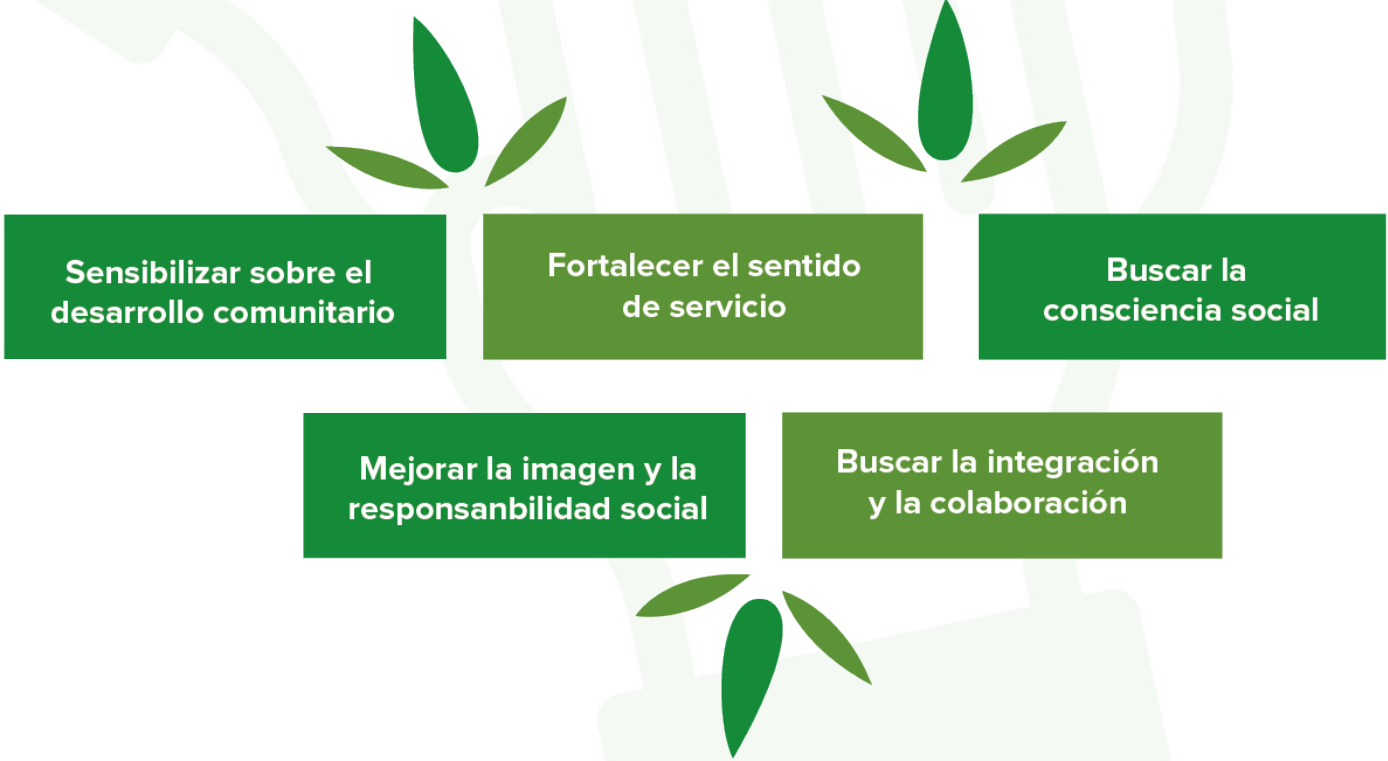 Sensibilizar sobre el
desarrollo comunitario
Fortalecer el sentido
de servicio
Buscar la
consciencia social
Mejorar la imagen y la
responsanbilidad social
Buscar la integración
y la colaboración